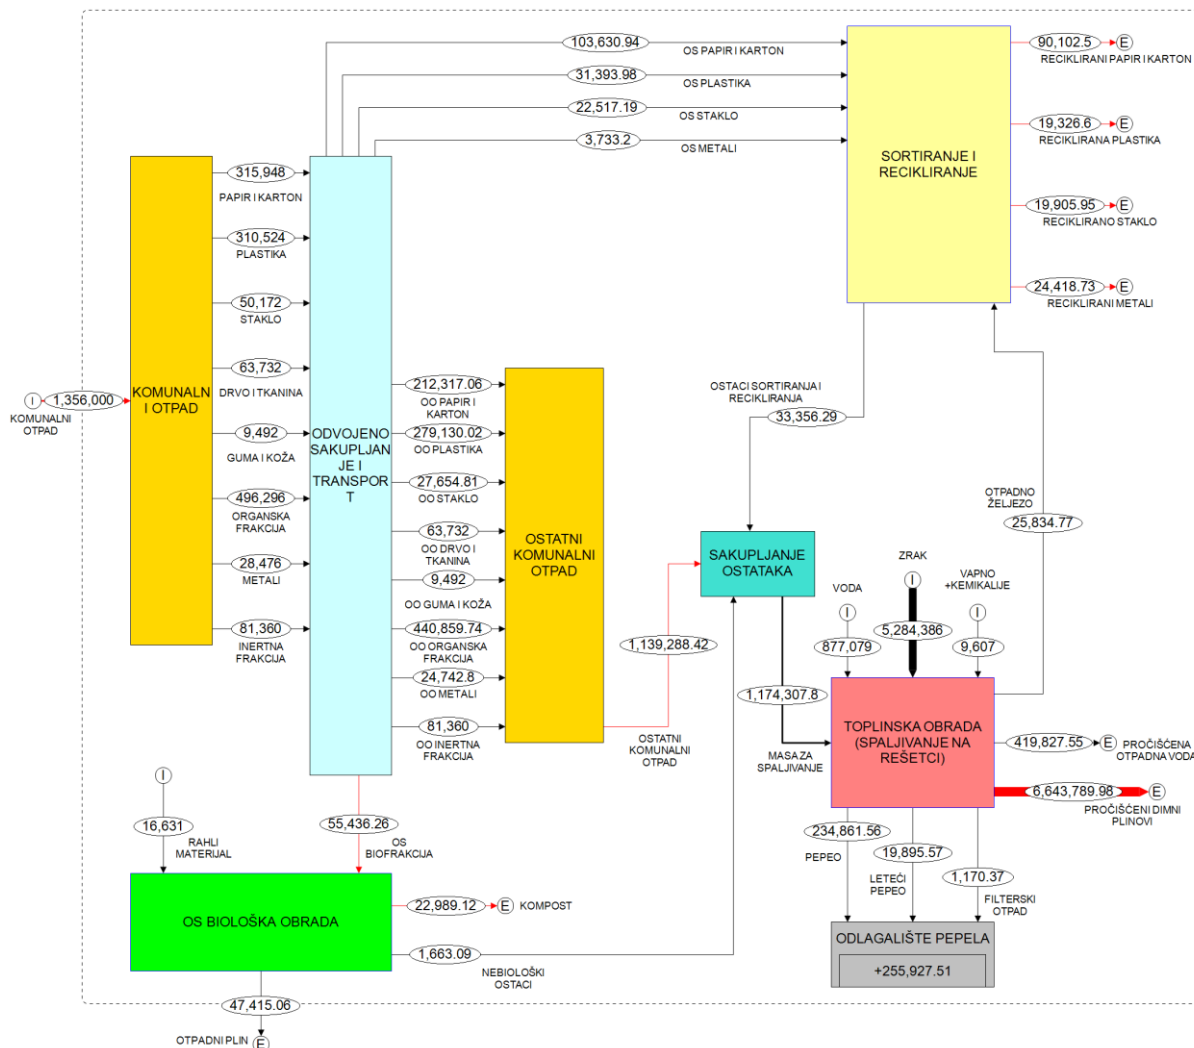 103,630.94
OS PAPIR I KARTON
31,393.98
OS PLASTIKA
22,517.19
OS STAKLO
3,733.2
OS METALI
SORTIRANJE I
RECIKLIRANJE
90,102.5
E
RECIKLIRANI PAPIR I KARTON
19,326.6
E
RECIKLIRANA PLASTIKA
19,905.95
E
RECIKLIRANO STAKLO
24,418.73
E
RECIKLIRANI METALI
I
1,356,000
KOMUNALNI
OTPAD
KOMUNALN
I OTPAD
315,948
PAPIR I KARTON
310,524
PLASTIKA
50,172
STAKLO
63,732
DRVO I TKANINA
9,492
GUMA I KOŽA
496,296
ORGANSKA
FRAKCIJA
28,476
METALI
81,360
INERTNA
FRAKCIJA
ODVOJENO
SAKUPLJAN
JE I
TRANSPOR
T
212,317.06
OO PAPIR I
KARTON
279,130.02
OO PLASTIKA
27,654.81
OO STAKLO
63,732
OO DRVO I
TKANINA
9,492
OO GUMA I KOŽA
440,859.74
OO ORGANSKA
FRAKCIJA
24,742.8
OO METALI
81,360
OO INERTNA
FRAKCIJA
OSTATNI
KOMUNALNI
OTPAD
1,139,288.42
OSTATNI
KOMUNALNI
OTPAD
OSTACI SORTIRANJA I
RECIKLIRANJA
33,356.29
SAKUPLJANJE
OSTATAKA
1,174,307.8
MASA ZA
SPALJIVANJE
OTPADNO
ŽELJEZO
25,834.77
VODA
I
877,079
ZRAK
I
5,284,386
VAPNO
+KEMIKALIJE
I
9,607
TOPLINSKA OBRADA
(SPALJIVANJE NA
REŠETCI)
419,827.55
E
PROČIŠĆENA
OTPADNA VODA
6,643,789.98
E
PROČIŠĆENI DIMNI
PLINOVI
234,861.56
PEPEO
19,895.57
LETEĆI
PEPEO
1,170.37
FILTERSKI
OTPAD
ODLAGALIŠTE PEPELA
+255,927.51
I
16,631
RAHLI
MATERIJAL
55,436.26
OS
BIOFRAKCIJA
OS BIOLOŠKA OBRADA
22,989.12
E
KOMPOST
1,663.09
NEBIOLOŠKI
OSTACI
47,415.06
OTPADNI PLIN
E